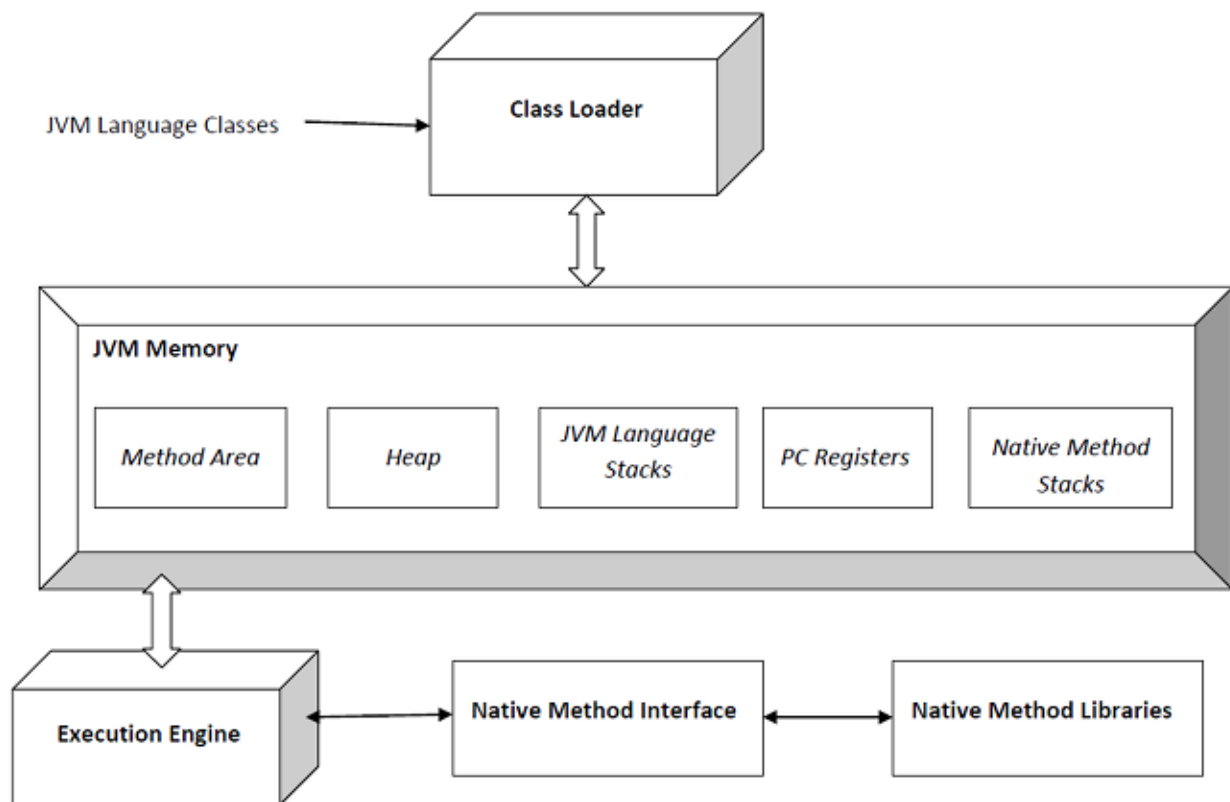 Class Loader
JVM Language Classes
JVM Memory
Method Area
Heap
JVM Language
Stacks
PC Registers
Native Method
Stacks
Execution Engine
Native Method Interface
Native Method Libraries